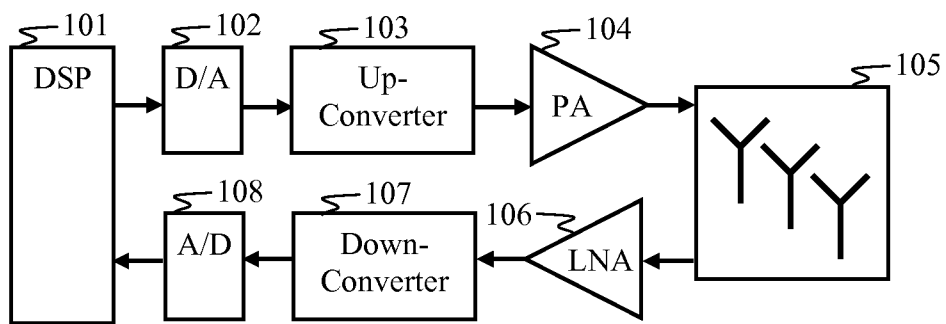 101
102
103
104
105
DSP
D/A
Up-
Converter
PA
108
107
106
A/D
Down-
Converter
LNA